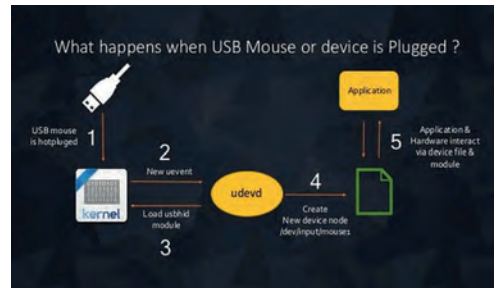 What happens when USB Mouse or device is Plugged ?
USB mouse
is hotpluged
1
2
New uevent
kernel
Load usbhid
module
3
udevd
4
Create
New device node
/dev/input/mouse1
Application
5
Application &
Hardware interact
via device file &
module